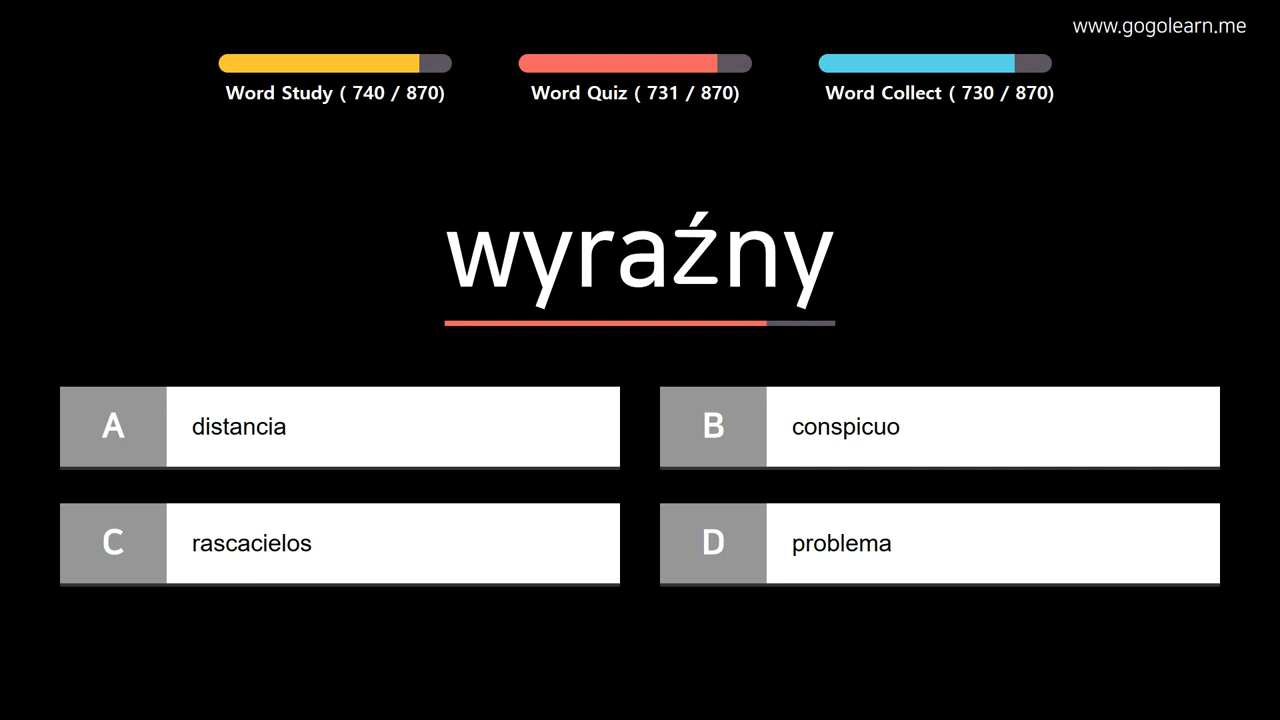 www.gogolearn.me
Word Study ( 740 / 870)
Word Quiz ( 731 / 870)
Word Collect ( 730 / 870)
wyraźny
A distancia
B conspicuo
C rascacielos
D problema